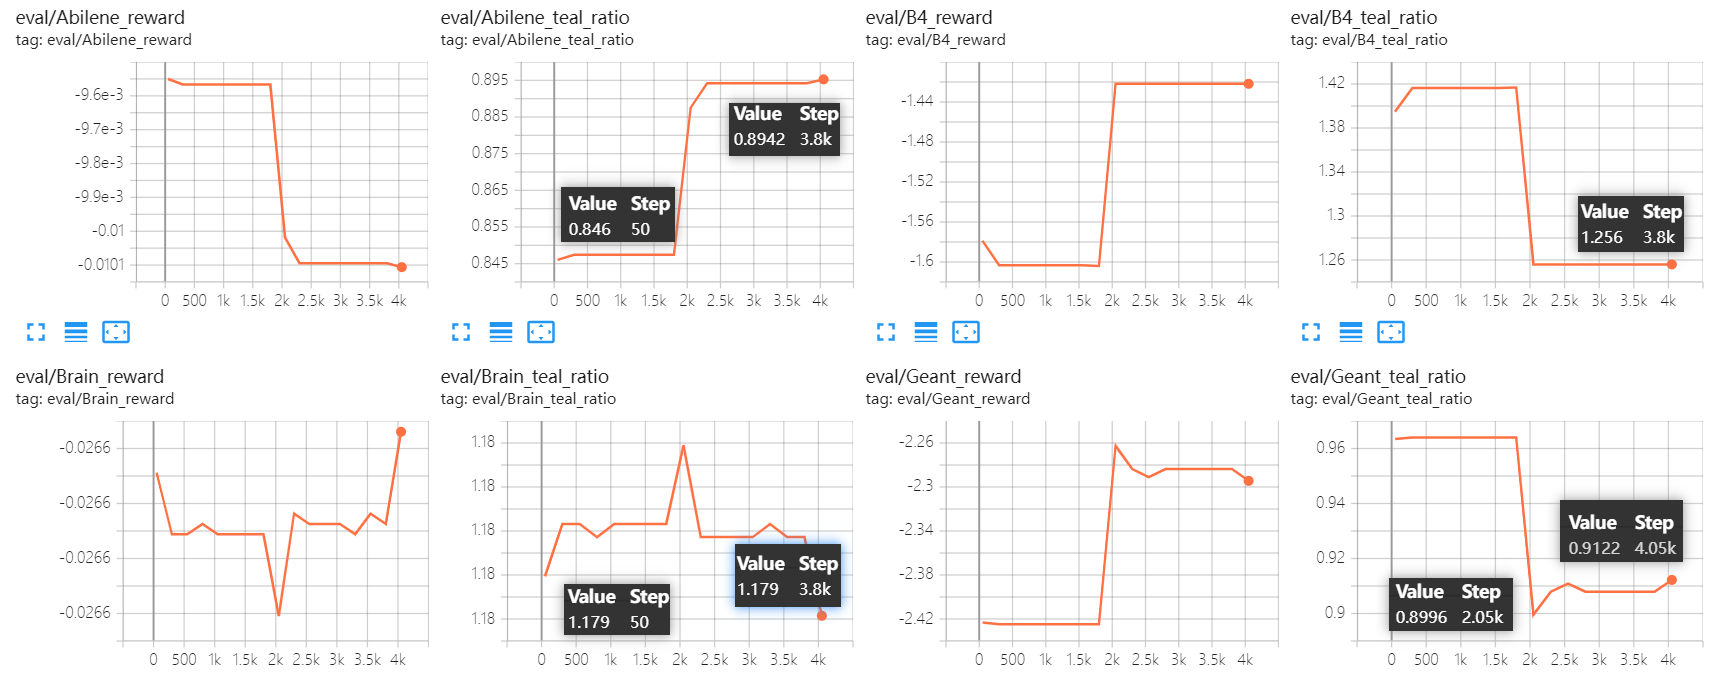 eval/Abilene_reward
tag: eval/Abilene_reward
-9.6e-3
-9.7e-3
-9.8e-3
-9.9e-3
-0.01
-0.0101
0 500 1k 1.5k 2k 2.5k 3k 3.5k 4k
eval/Abilene_teal_ratio
tag: eval/Abilene_teal_ratio
0.895
0.885
0.875
0.865
0.855
0.845
Value Step
0.8942 3.8k
Value Step
0.846 50
0 500 1k 1.5k 2k 2.5k 3k 3.5k 4k
eval/B4_reward
tag: eval/B4_reward
-1.44
-1.48
-1.52
-1.56
-1.6
0 500 1k 1.5k 2k 2.5k 3k 3.5k 4k
eval/B4_teal_ratio
tag: eval/B4_teal_ratio
1.42
1.38
1.34
1.3
1.26
Value Step
1.256 3.8k
0 500 1k 1.5k 2k 2.5k 3k 3.5k 4k
eval/Brain_reward
tag: eval/Brain_reward
-0.0266
-0.0266
-0.0266
-0.0266
0 500 1k 1.5k 2k 2.5k 3k 3.5k 4k
eval/Brain_teal_ratio
tag: eval/Brain_teal_ratio
1.18
1.18
1.18
1.18
1.18
Value Step
1.179 3.8k
Value Step
1.179 50
0 500 1k 1.5k 2k 2.5k 3k 3.5k 4k
eval/Geant_reward
tag: eval/Geant_reward
-2.26
-2.3
-2.34
-2.38
-2.42
0 500 1k 1.5k 2k 2.5k 3k 3.5k 4k
eval/Geant_teal_ratio
tag: eval/Geant_teal_ratio
0.96
0.94
0.92
0.9
Value Step
0.9122 4.05k
Value Step
0.8996 2.05k
0 500 1k 1.5k 2k 2.5k 3k 3.5k 4k